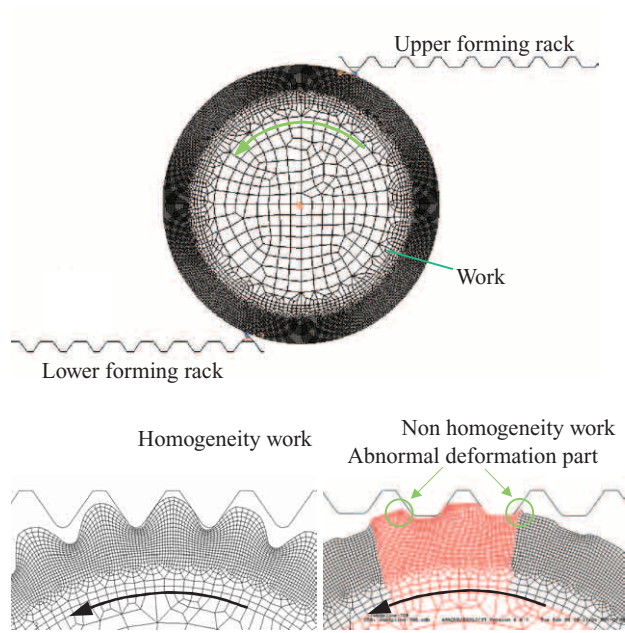 Upper forming rack
Work
Lower forming rack
Homogeneity work
Non homogeneity work
Abnormal deformation part